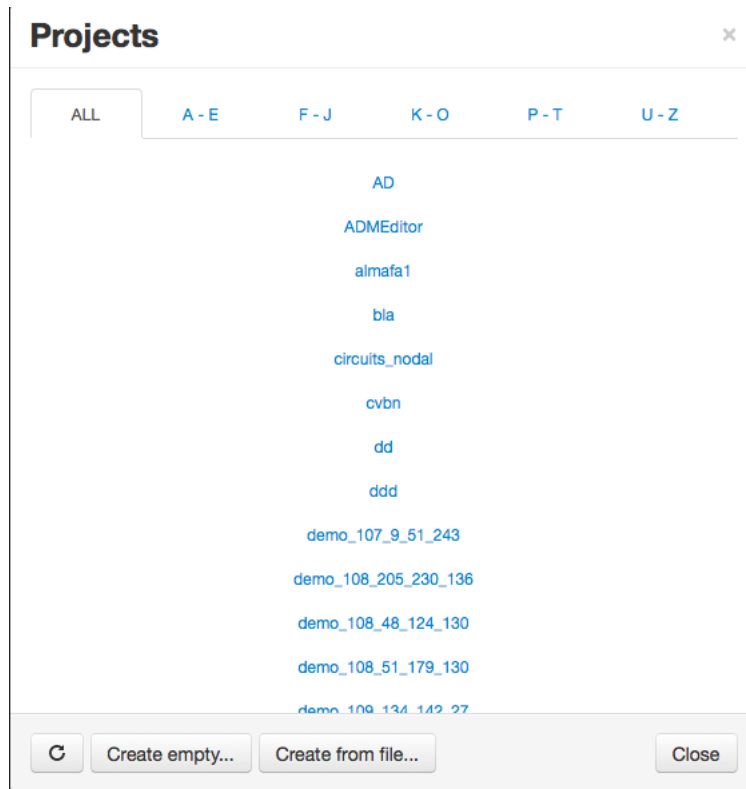 Projects ×
ALL A - E F - J K - O P - T U - Z
AD
ADMEditor
almafa1
bla
circuits_nodal
cvbn
dd
ddd
demo_107_9_51_243
demo_108_205_230_136
demo_108_48_124_130
demo_108_51_179_130
demo_109_134_142_27
Create empty... Create from file... Close